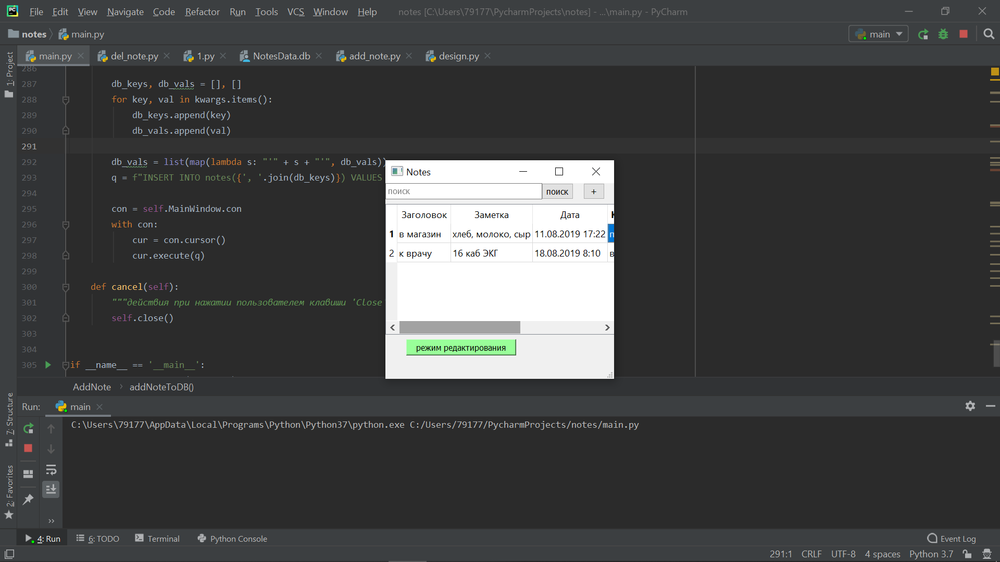 File Edit View Navigate Code Refactor Run Tools VCS Window Help notes [C:\Users\79177\PycharmProjects\notes] - ...\main.py - PyCharm
notes main.py main
main.py del_note.py 1.py NotesData.db add_note.py design.py
1: Project
286
287 db_keys, db_vals = [], []
288 for key, val in kwargs.items():
289 db_keys.append(key)
290 db_vals.append(val)
291
292 db_vals = list(map(lambda s: "'" + s + "'", db_vals))
293 q = f"INSERT INTO notes({', '.join(db_keys)}) VALUES
294
295 con = self.MainWindow.con
296 with con:
297 cur = con.cursor()
298 cur.execute(q)
299
300 def cancel(self):
301 """действия при нажатии пользователем клавиши 'Close
302 self.close()
303
304
305 if __name__ == '__main__':
Notes
поиск поиск +
Заголовок Заметка Дата
1 в магазин хлеб, молоко, сыр 11.08.2019 17:22
2 к врачу 16 каб ЭКГ 18.08.2019 8:10 в
режим редактирования
AddNote addNoteToDB()
7: Structure
2: Favorites
Run: main
C:\Users\79177\AppData\Local\Programs\Python\Python37\python.exe C:/Users/79177/PycharmProjects/notes/main.py
4: Run 6: TODO Terminal Python Console Event Log
291:1 CRLF UTF-8 4 spaces Python 3.7